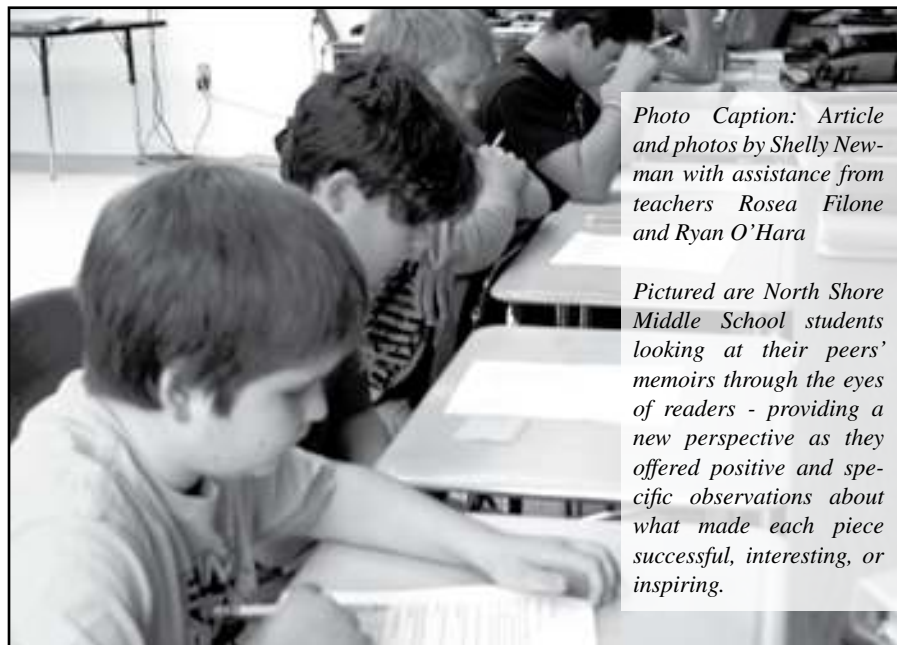 Photo Caption: Article
and photos by Shelly New-
man with assistance from
teachers Rosea Filone
and Ryan O'Hara
Pictured are North Shore
Middle School students
looking at their peers'
memoirs through the eyes
of readers - providing a
new perspective as they
offered positive and spe-
cific observations about
what made each piece
successful, interesting, or
inspiring.